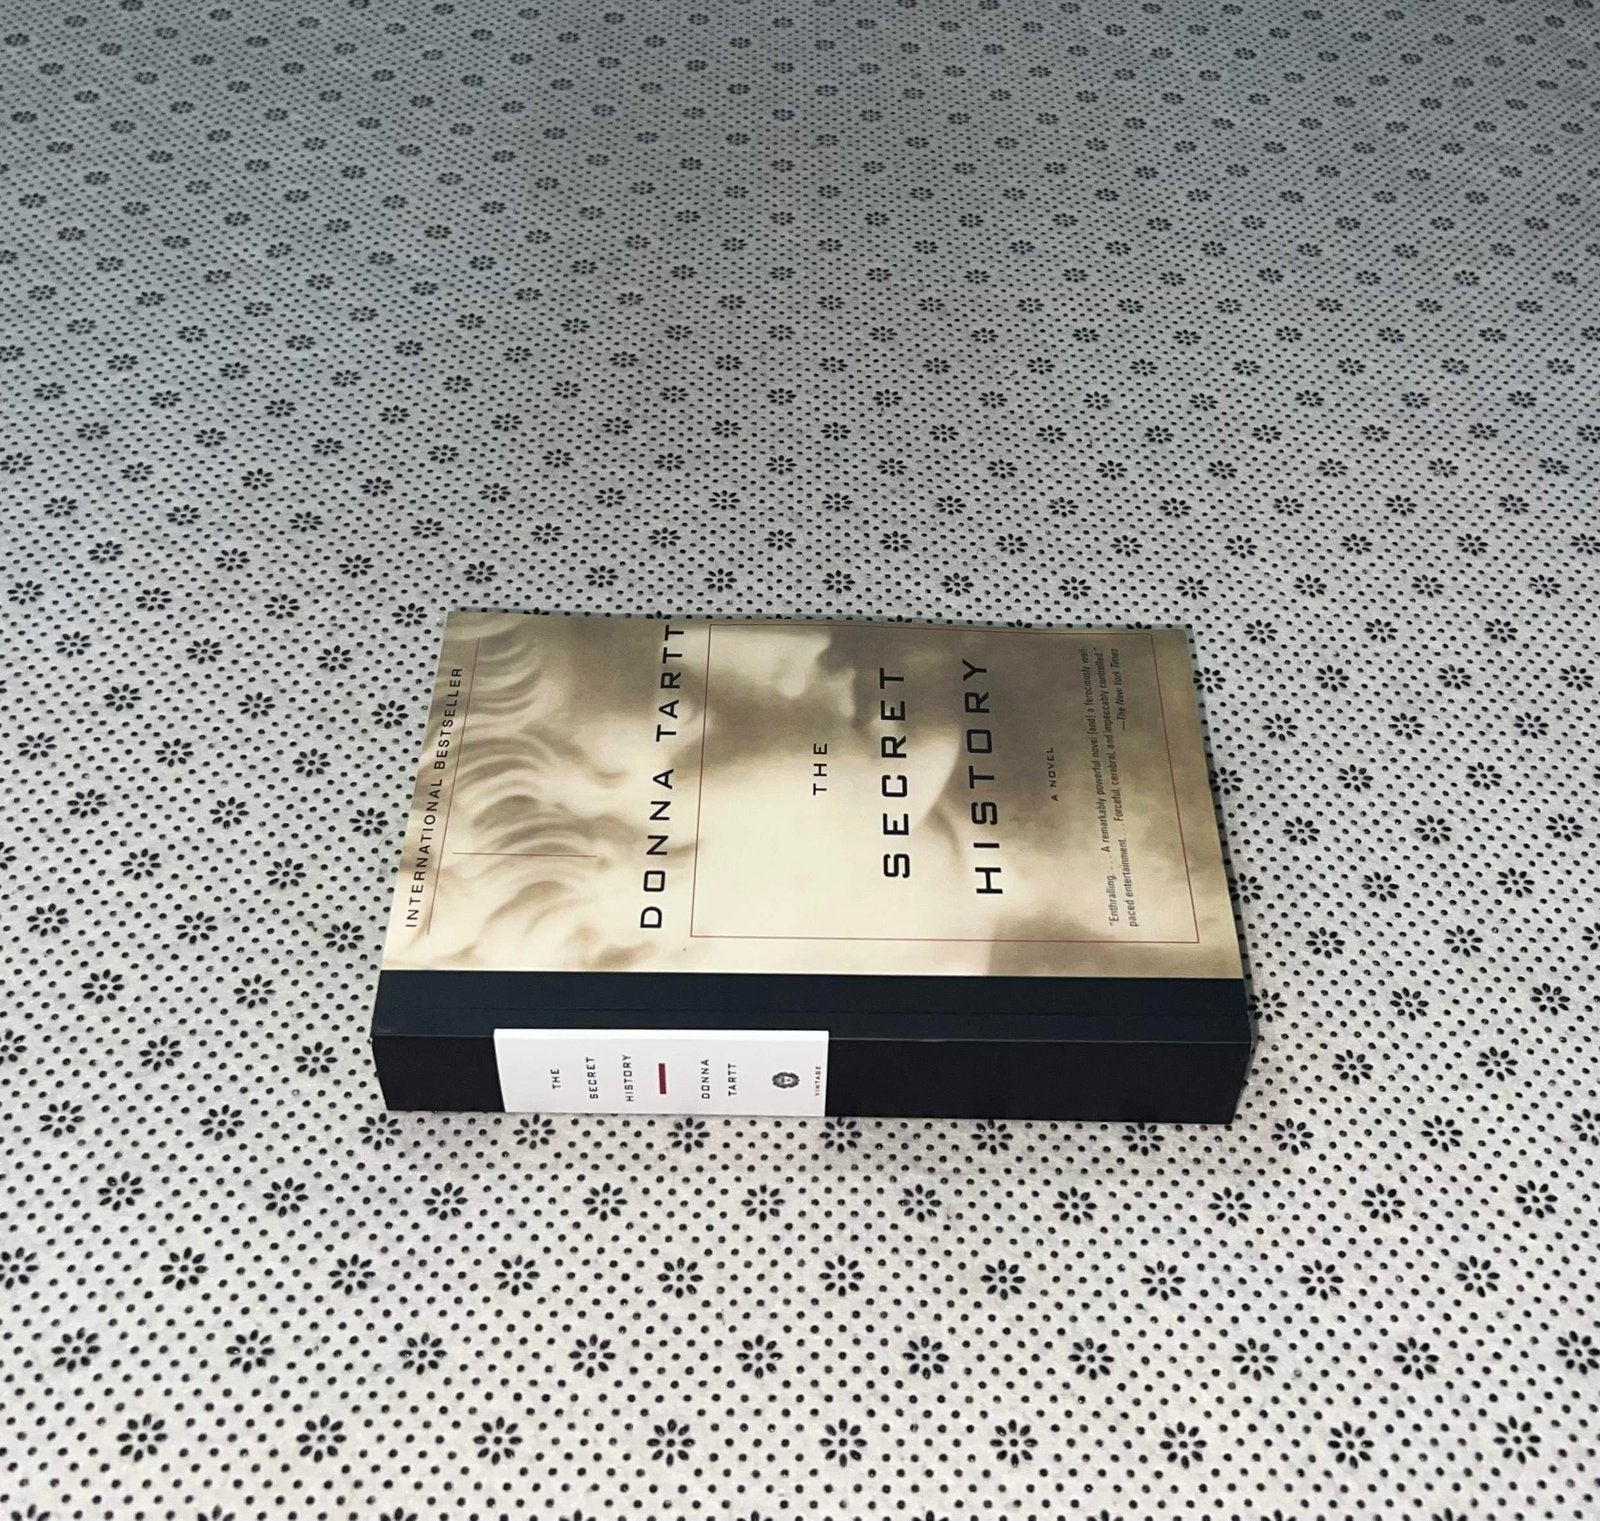 INTERNATIONAL BESTSELLER
DONNA TARTT
THE
SECRET
HISTORY
A NOVEL
"Enthralling. . . . A remarkably powerful novel [and] a ferociously well-
paced entertainment. . . . Forceful, cerebral, and impeccably controlled."
—The New York Times
THE
SECRET
HISTORY
DONNA
TARTT
VINTAGE